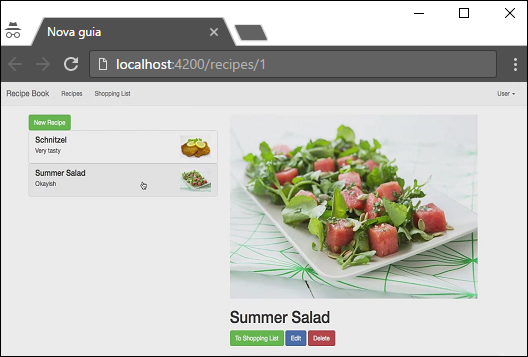 Nova guia
localhost:4200/recipes/1
Recipe Book Recipes Shopping List User
New Recipe
Schnitzel
Very tasty
Summer Salad
Okayish
Summer Salad
To Shopping List Edit Delete